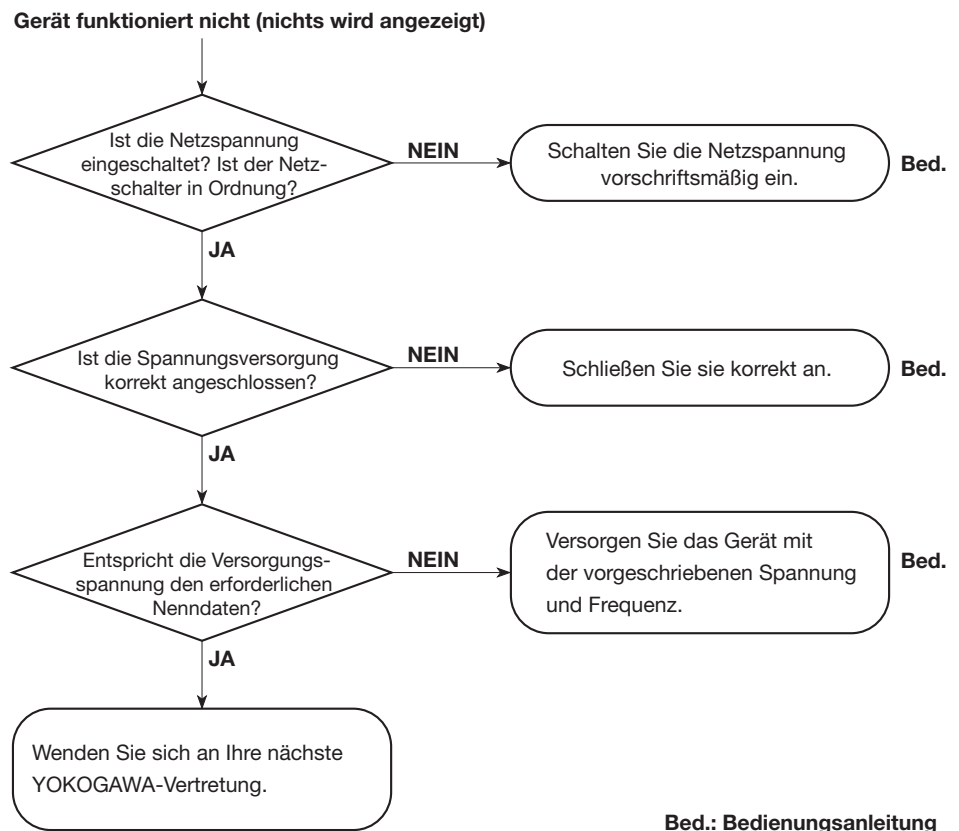 Gerät funktioniert nicht (nichts wird angezeigt)
Ist die Netzspannung
eingeschaltet? Ist der Netz-
schalter in Ordnung?
NEIN
Schalten Sie die Netzspannung
vorschriftsmäßig ein.
Bed.
JA
Ist die Spannungsversorgung
korrekt angeschlossen?
NEIN
Schließen Sie sie korrekt an.
Bed.
JA
Entspricht die Versorgungs-
spannung den erforderlichen
Nenndaten?
NEIN
Versorgen Sie das Gerät mit
der vorgeschriebenen Spannung
und Frequenz.
Bed.
JA
Wenden Sie sich an Ihre nächste
YOKOGAWA-Vertretung.
Bed.: Bedienungsanleitung